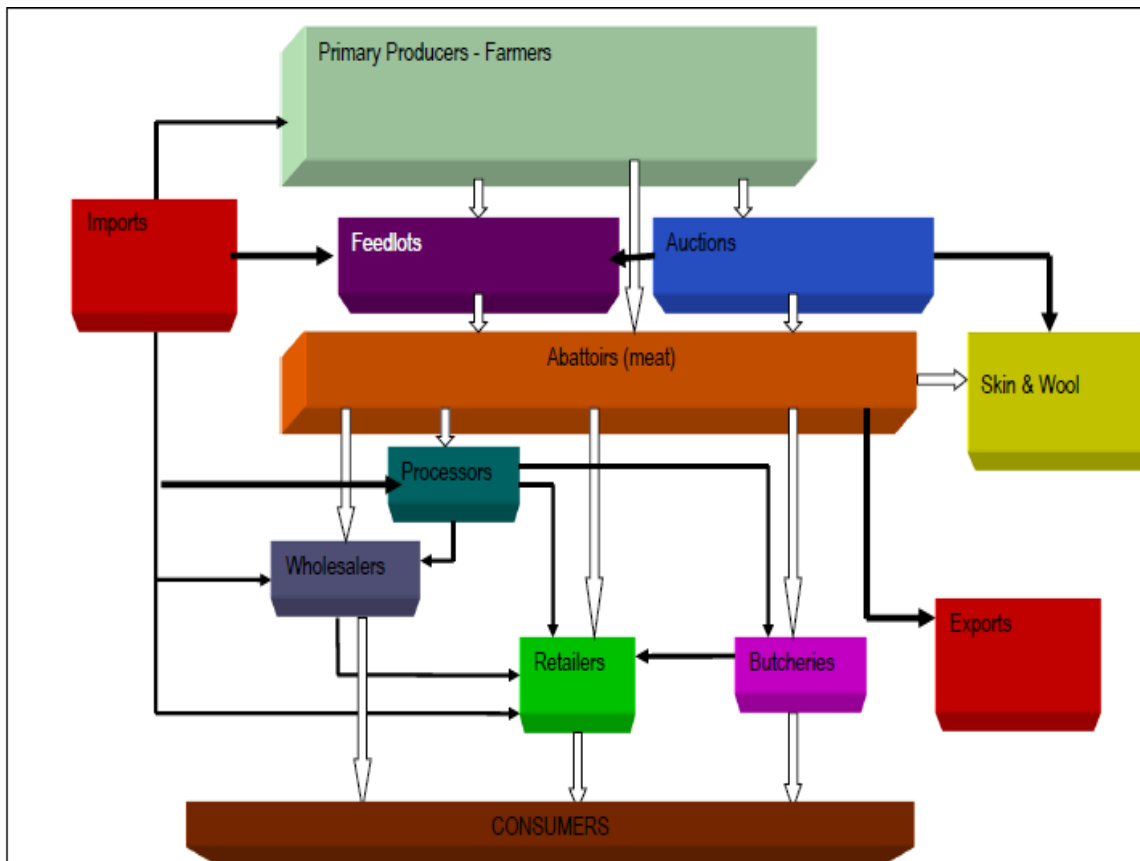 Primary Producers - Farmers
Imports
Feedlots
Auctions
Abattoirs (meat)
Skin & Wool
Processors
Wholesalers
Exports
Retailers
Butcheries
CONSUMERS